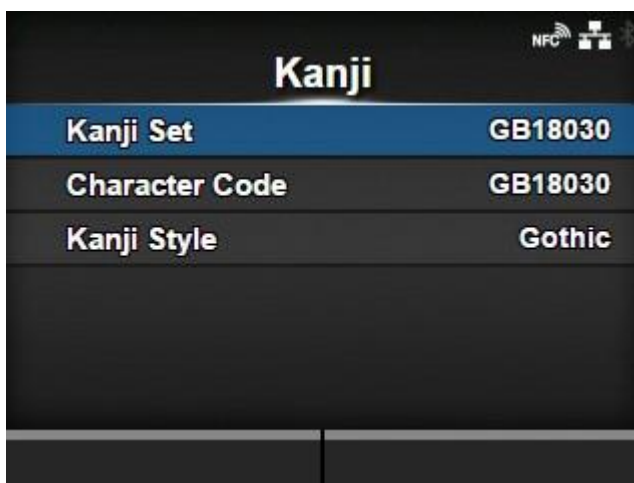 NFC
Kanji
Kanji Set GB18030
Character Code GB18030
Kanji Style Gothic